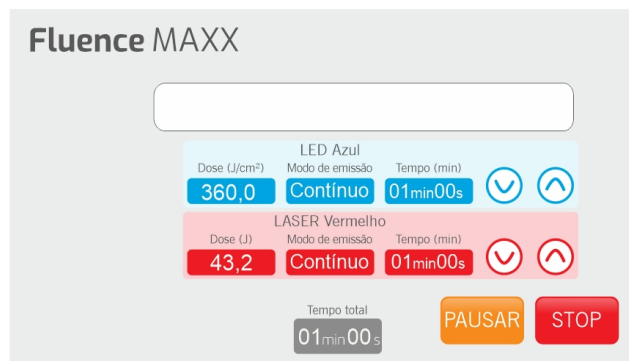 Fluence MAXX
LED Azul
Dose (J/cm²) Modo de emissão Tempo (min)
360,0 Contínuo 01min00s
LASER Vermelho
Dose (J) Modo de emissão Tempo (min)
43,2 Contínuo 01min00s
Tempo total
01min00s
PAUSAR STOP